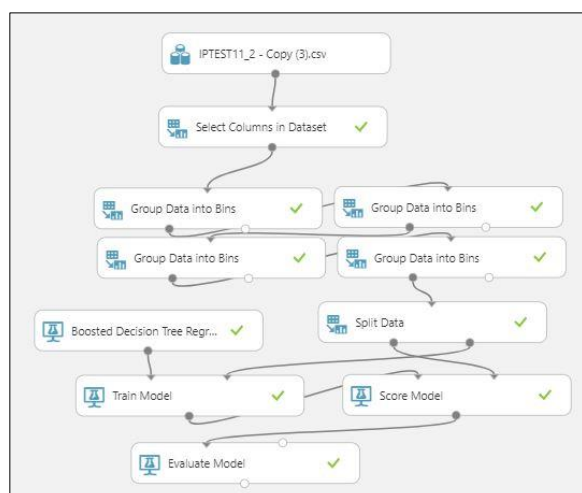 IPTEST11_2 - Copy (3).csv
Select Columns in Dataset
Group Data into Bins
Group Data into Bins
Group Data into Bins
Group Data into Bins
Split Data
Boosted Decision Tree Regr...
Train Model
Score Model
Evaluate Model